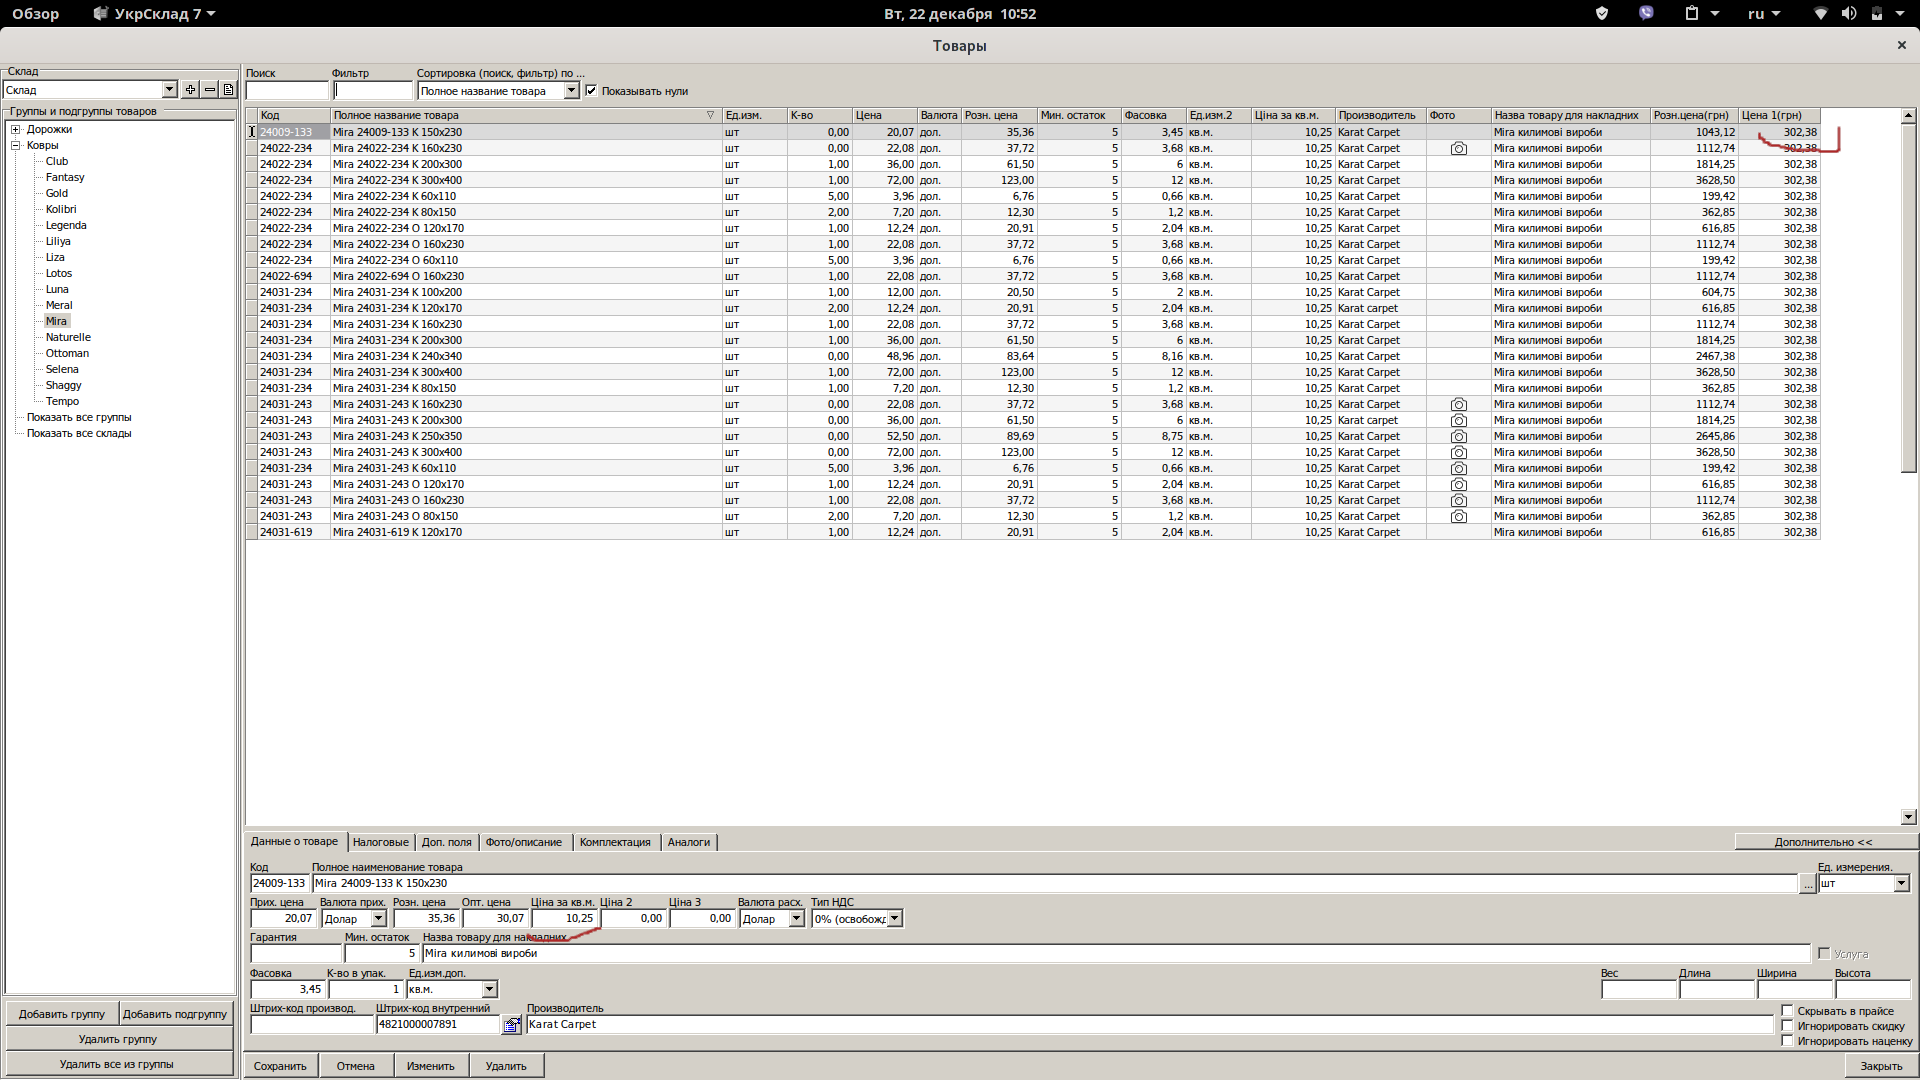 Обзор УкрСклад 7 Вт, 22 декабря 10:52 ru
Товары
Склад
Склад
Группы и подгруппы товаров
Дорожки
Ковры
Club
Fantasy
Gold
Kolibri
Legenda
Liliya
Liza
Lotos
Luna
Meral
Mira
Naturelle
Ottoman
Selena
Shaggy
Tempo
Показать все группы
Показать все склады
Добавить группу Добавить подгруппу
Удалить группу
Удалить все из группы
Поиск Фильтр Сортировка (поиск, фильтр) по ...
Полное название товара Показывать нули
Код Полное название товара Ед.изм. К-во Цена Валюта Розн. цена Мин. остаток Фасовка Ед.изм.2 Ціна за кв.м. Производитель Фото Назва товару для накладних Розн.цена(грн) Цена 1(грн)
24009-133 Mira 24009-133 K 150x230 шт 0,00 20,07 дол. 35,36 5 3,45 кв.м. 10,25 Karat Carpet Міга килимові вироби 1043,12 302,38
24022-234 Mira 24022-234 K 160x230 шт 0,00 22,08 дол. 37,72 5 3,68 кв.м. 10,25 Karat Carpet Міга килимові вироби 1112,74 302,38
24022-234 Mira 24022-234 K 200x300 шт 1,00 36,00 дол. 61,50 5 6 кв.м. 10,25 Karat Carpet Міга килимові вироби 1814,25 302,38
24022-234 Mira 24022-234 K 300x400 шт 1,00 72,00 дол. 123,00 5 12 кв.м. 10,25 Karat Carpet Міга килимові вироби 3628,50 302,38
24022-234 Mira 24022-234 K 60x110 шт 5,00 3,96 дол. 6,76 5 0,66 кв.м. 10,25 Karat Carpet Міга килимові вироби 199,42 302,38
24022-234 Mira 24022-234 K 80x150 шт 2,00 7,20 дол. 12,30 5 1,2 кв.м. 10,25 Karat Carpet Міга килимові вироби 362,85 302,38
24022-234 Mira 24022-234 O 120x170 шт 1,00 12,24 дол. 20,91 5 2,04 кв.м. 10,25 Karat Carpet Міга килимові вироби 616,85 302,38
24022-234 Mira 24022-234 O 160x230 шт 1,00 22,08 дол. 37,72 5 3,68 кв.м. 10,25 Karat Carpet Міга килимові вироби 1112,74 302,38
24022-234 Mira 24022-234 O 60x110 шт 5,00 3,96 дол. 6,76 5 0,66 кв.м. 10,25 Karat Carpet Міга килимові вироби 199,42 302,38
24022-694 Mira 24022-694 O 160x230 шт 1,00 22,08 дол. 37,72 5 3,68 кв.м. 10,25 Karat Carpet Міга килимові вироби 1112,74 302,38
24031-234 Mira 24031-234 K 100x200 шт 1,00 12,00 дол. 20,50 5 2 кв.м. 10,25 Karat Carpet Міга килимові вироби 604,75 302,38
24031-234 Mira 24031-234 K 120x170 шт 2,00 12,24 дол. 20,91 5 2,04 кв.м. 10,25 Karat carpet Міга килимові вироби 616,85 302,38
24031-234 Mira 24031-234 K 160x230 шт 1,00 22,08 дол. 37,72 5 3,68 кв.м. 10,25 Karat Carpet Міга килимові вироби 1112,74 302,38
24031-234 Mira 24031-234 K 200x300 шт 1,00 36,00 дол. 61,50 5 6 кв.м. 10,25 Karat Carpet Міга килимові вироби 1814,25 302,38
24031-234 Mira 24031-234 K 240x340 шт 0,00 48,96 дол. 83,64 5 8,16 кв.м. 10,25 Karat Carpet Міга килимові вироби 2467,38 302,38
24031-234 Mira 24031-234 K 300x400 шт 1,00 72,00 дол. 123,00 5 12 кв.м. 10,25 Karat Carpet Міга килимові вироби 3628,50 302,38
24031-234 Mira 24031-234 K 80x150 шт 1,00 7,20 дол. 12,30 5 1,2 кв.м. 10,25 Karat Carpet Міга килимові вироби 362,85 302,38
24031-243 Mira 24031-243 K 160x230 шт 0,00 22,08 дол. 37,72 5 3,68 кв.м. 10,25 Karat Carpet Міга килимові вироби 1112,74 302,38
24031-243 Mira 24031-243 K 200x300 шт 0,00 36,00 дол. 61,50 5 6 кв.м. 10,25 Karat carpet Міга килимові вироби 1814,25 302,38
24031-243 Mira 24031-243 K 250x350 шт 0,00 52,50 дол. 89,69 5 8,75 кв.м. 10,25 Karat Carpet Міга килимові вироби 2645,86 302,38
24031-243 Mira 24031-243 K 300x400 шт 0,00 72,00 дол. 123,00 5 12 кв.м. 10,25 Karat Carpet Міга килимові вироби 3628,50 302,38
24031-234 Mira 24031-243 K 60x110 шт 5,00 3,96 дол. 6,76 5 0,66 кв.м. 10,25 Karat Carpet Міга килимові вироби 199,42 302,38
24031-243 Mira 24031-243 O 120x170 шт 1,00 12,24 дол. 20,91 5 2,04 кв.м. 10,25 Karat Carpet Міга килимові вироби 616,85 302,38
24031-243 Mira 24031-243 O 160x230 шт 1,00 22,08 дол. 37,72 5 3,68 кв.м. 10,25 Karat Carpet Міга килимові вироби 1112,74 302,38
24031-243 Mira 24031-243 O 80x150 шт 2,00 7,20 дол. 12,30 5 1,2 кв.м. 10,25 Karat Carpet Міга килимові вироби 362,85 302,38
24031-619 Mira 24031-619 K 120x170 шт 1,00 12,24 дол. 20,91 5 2,04 кв.м. 10,25 Karat Carpet Міга килимові вироби 616,85 302,38
Данные о товаре Налоговые Доп. поля Фото/описание Комплектация Аналоги Дополнительно <<
Код Полное наименование товара Ед. измерения.
24009-133 Mira 24009-133 K 150x230 ... шт
Прих. цена Валюта прих. Розн. цена Опт. цена Ціна за кв.м. Ціна 2 Ціна 3 Валюта расх. Тип НДС
20,07 Долар 35,36 30,07 10,25 0,00 0,00 Долар 0% (освобожд
Гарантия Мин. остаток Назва товару для накладних
5 Міга килимові вироби Услуга
Фасовка К-во в упак. Ед.изм.доп. Вес Длина Ширина Высота
3,45 1 кв.м.
Штрих-код производ. Штрих-код внутренний Производитель
4821000007891 Karat Carpet
Скрывать в прайсе
Игнорировать скидку
Игнорировать наценку
Сохранить Отмена Изменить Удалить Закрыть